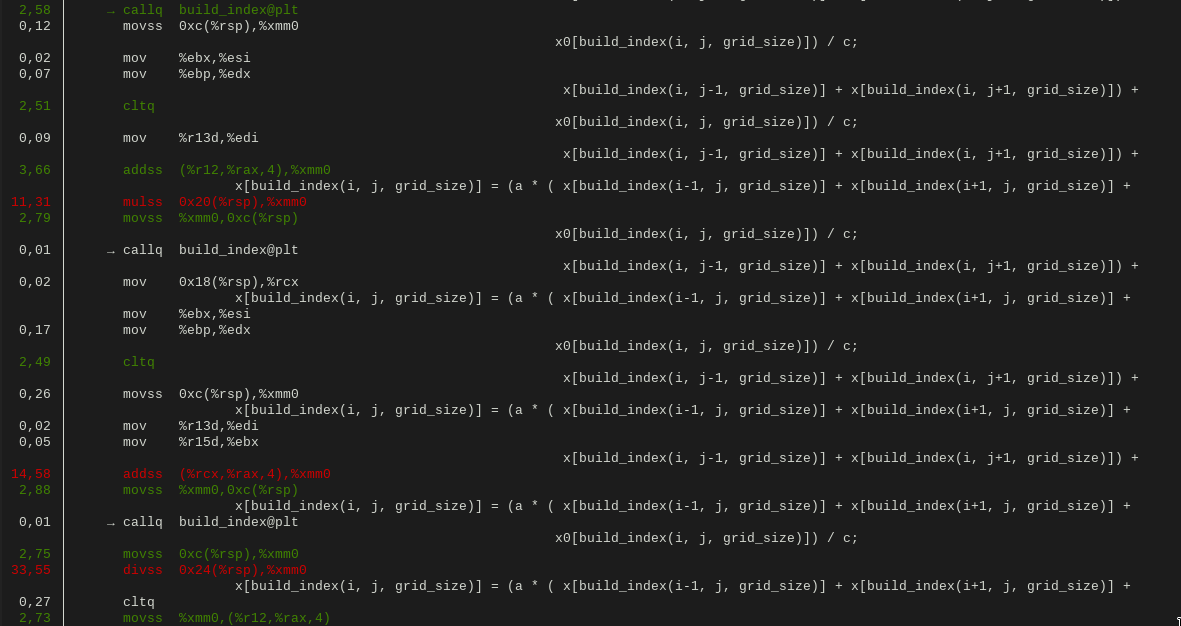 2,58 → callq build_index@plt
0,12 movss 0xc(%rsp),%xmm0
x0[build_index(i, j, grid_size)]) / c;
0,02 mov %ebx,%esi
0,07 mov %ebp,%edx
x[build_index(i, j-1, grid_size)] + x[build_index(i, j+1, grid_size)]) +
2,51 cltq
x0[build_index(i, j, grid_size)]) / c;
0,09 mov %r13d,%edi
x[build_index(i, j-1, grid_size)] + x[build_index(i, j+1, grid_size)]) +
3,66 addss (%r12,%rax,4),%xmm0
x[build_index(i, j, grid_size)] = (a * ( x[build_index(i-1, j, grid_size)] + x[build_index(i+1, j, grid_size)] +
11,31 mulss 0x20(%rsp),%xmm0
2,79 movss %xmm0,0xc(%rsp)
x0[build_index(i, j, grid_size)]) / c;
0,01 → callq build_index@plt
x[build_index(i, j-1, grid_size)] + x[build_index(i, j+1, grid_size)]) +
0,02 mov 0x18(%rsp),%rcx
x[build_index(i, j, grid_size)] = (a * ( x[build_index(i-1, j, grid_size)] + x[build_index(i+1, j, grid_size)] +
mov %ebx,%esi
0,17 mov %ebp,%edx
x0[build_index(i, j, grid_size)]) / c;
2,49 cltq
x[build_index(i, j-1, grid_size)] + x[build_index(i, j+1, grid_size)]) +
0,26 movss 0xc(%rsp),%xmm0
x[build_index(i, j, grid_size)] = (a * ( x[build_index(i-1, j, grid_size)] + x[build_index(i+1, j, grid_size)] +
0,02 mov %r13d,%edi
0,05 mov %r15d,%ebx
x[build_index(i, j-1, grid_size)] + x[build_index(i, j+1, grid_size)]) +
14,58 addss (%rcx,%rax,4),%xmm0
2,88 movss %xmm0,0xc(%rsp)
x[build_index(i, j, grid_size)] = (a * ( x[build_index(i-1, j, grid_size)] + x[build_index(i+1, j, grid_size)] +
0,01 → callq build_index@plt
x0[build_index(i, j, grid_size)]) / c;
2,75 movss 0xc(%rsp),%xmm0
33,55 divss 0x24(%rsp),%xmm0
x[build_index(i, j, grid_size)] = (a * ( x[build_index(i-1, j, grid_size)] + x[build_index(i+1, j, grid_size)] +
0,27 cltq
2,73 movss %xmm0,(%r12,%rax,4)